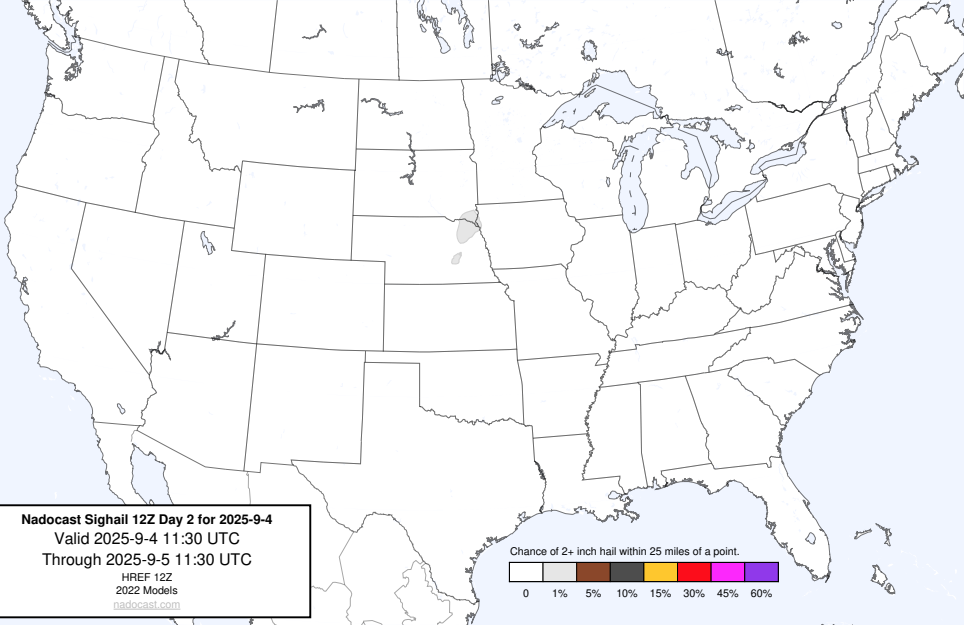 Nadocast Sighail 12Z Day 2 for 2025-9-4
Valid 2025-9-4 11:30 UTC
Through 2025-9-5 11:30 UTC
HREF 12Z
2022 Models
nadocast.com
Chance of 2+ inch hail within 25 miles of a point.
0 1% 5% 10% 15% 30% 45% 60%